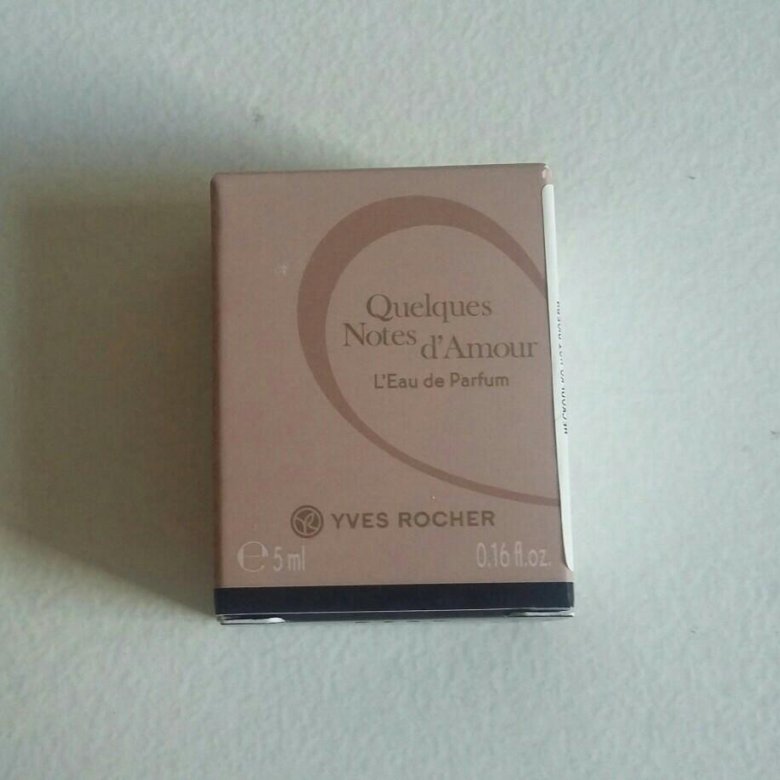 Quelques
Notes d'Amour
L'Eau de Parfum
YVES ROCHER
℮ 5 ml 0.16 fl.oz.